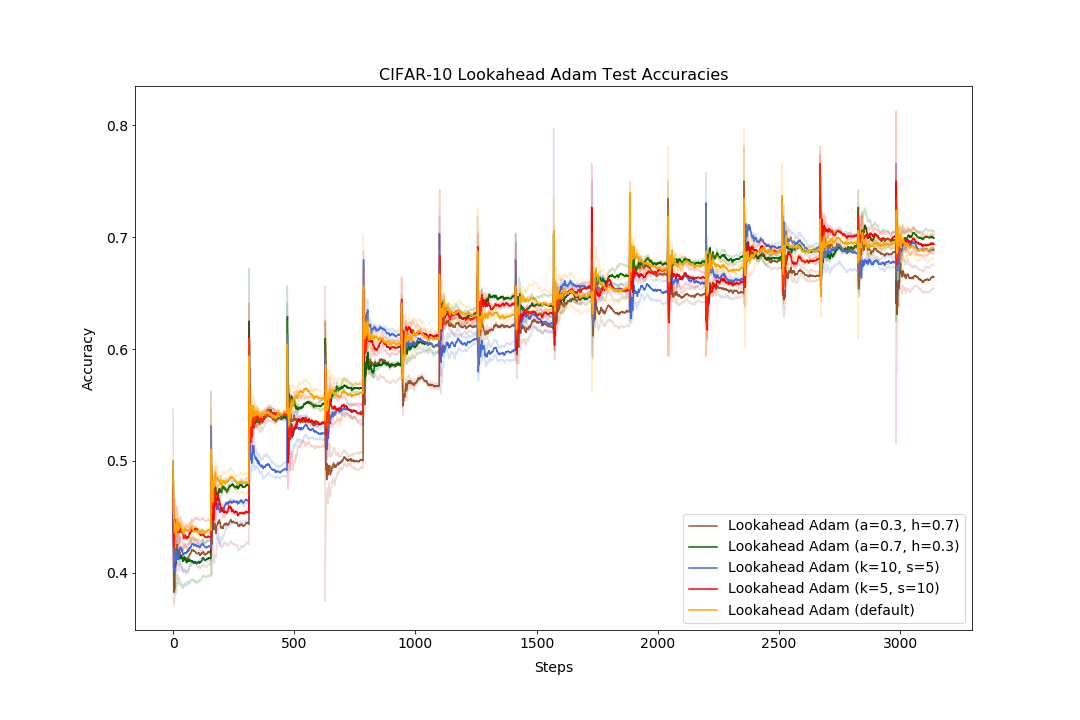 CIFAR-10 Lookahead Adam Test Accuracies
0.8
0.7
0.6
0.5
0.4
Accuracy
Lookahead Adam (a=0.3, h=0.7)
Lookahead Adam (a=0.7, h=0.3)
Lookahead Adam (k=10, s=5)
Lookahead Adam (k=5, s=10)
Lookahead Adam (default)
0 500 1000 1500 2000 2500 3000
Steps